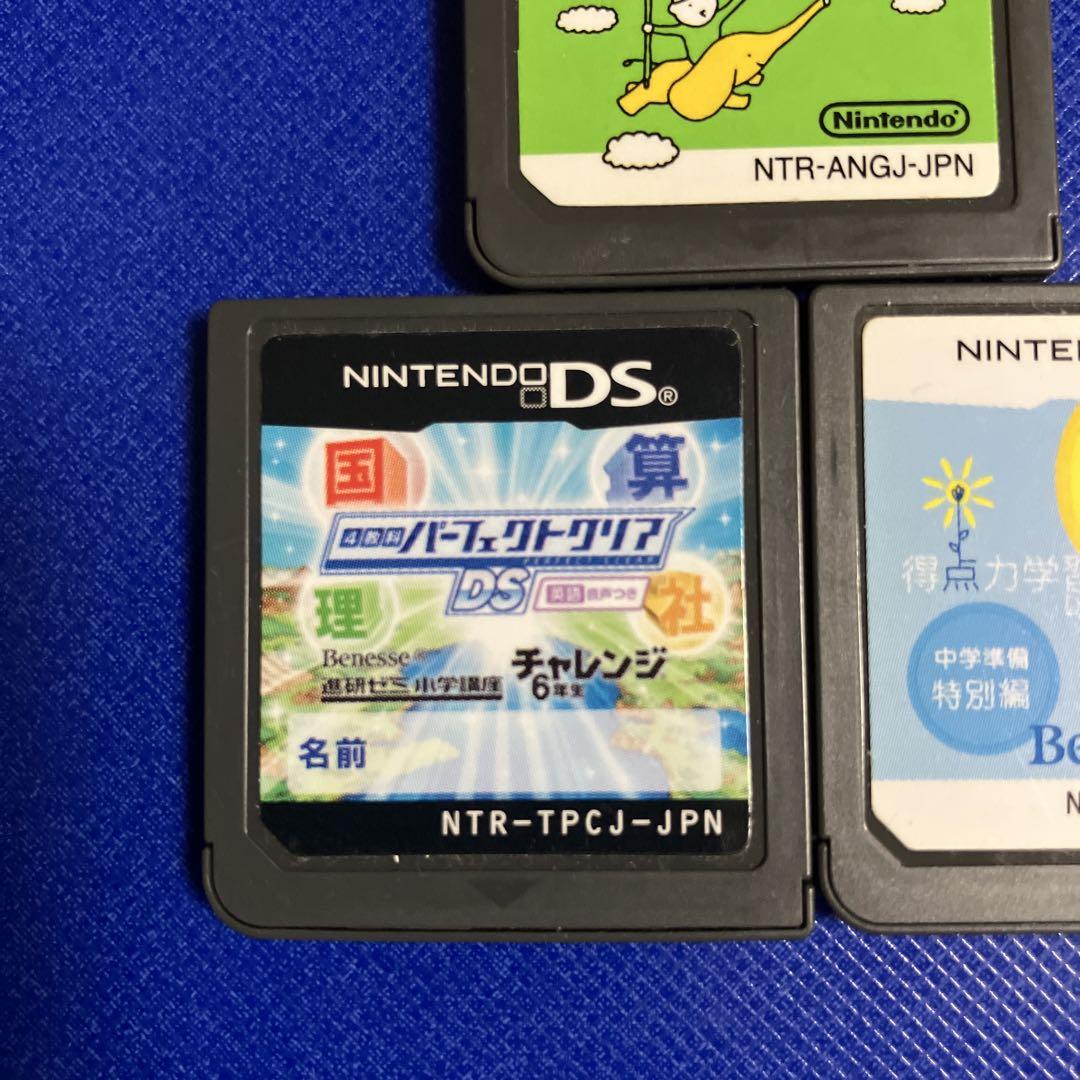 Nintendo
NTR-ANGJ-JPN
NINTENDO DS®
国 算
4教科 パーフェクトクリア
PERFECT CLEAR
DS 英語 音声つき
理 社
Benesse®
進研ゼミ 小学講座
チャレンジ
6年生
名前
NTR-TPCJ-JPN
NINTE
得点力学習
中学準備
特別編
Be
N